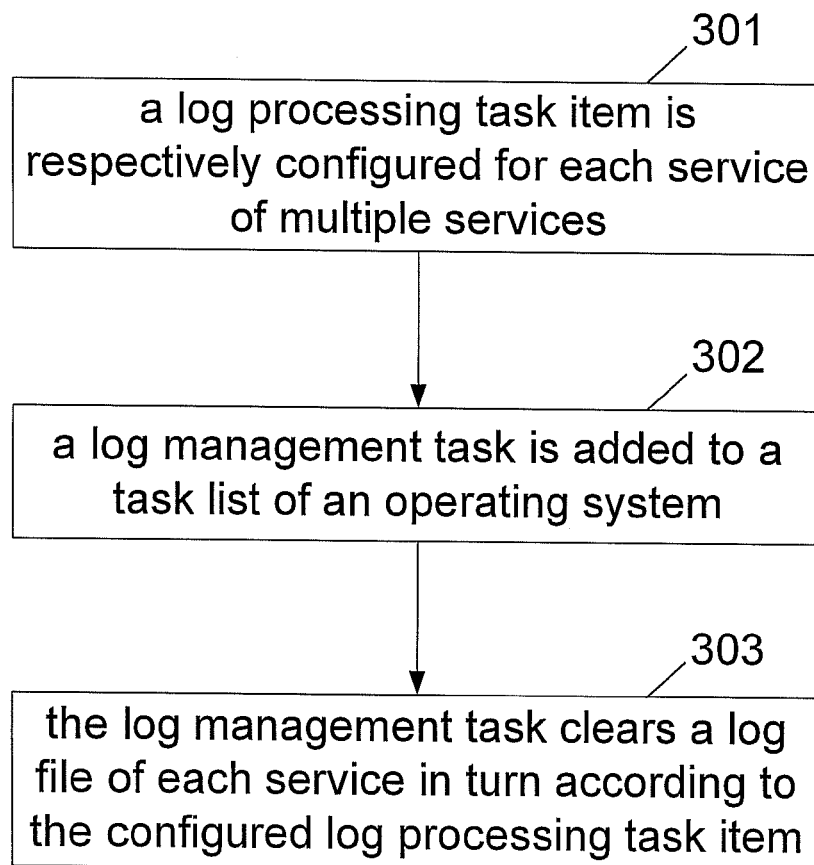 301
a log processing task item is
respectively configured for each service
of multiple services
302
a log management task is added to a
task list of an operating system
303
the log management task clears a log
file of each service in turn according to
the configured log processing task item